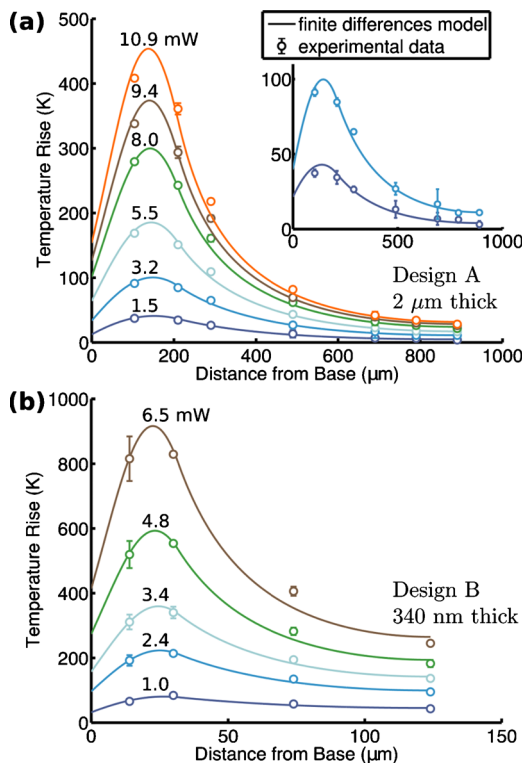 (a)
finite differences model
experimental data
500
400
300
200
100
0
Temperature Rise (K)
10.9 mW
9.4
8.0
5.5
3.2
1.5
100
50
0
0
500
1000
Design A
2 μm thick
0
200
400
600
800
1000
Distance from Base (μm)
(b)
1000
800
600
400
200
0
Temperature Rise (K)
6.5 mW
4.8
3.4
2.4
1.0
Design B
340 nm thick
0
50
100
150
Distance from Base (μm)